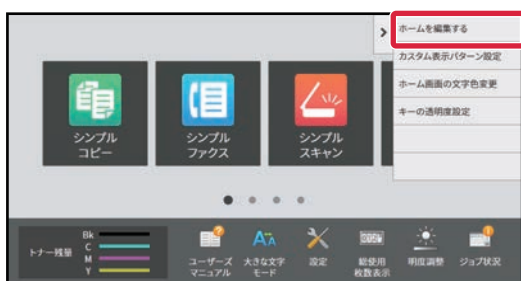 ホームを編集する
カスタム表示パターン設定
ホーム画面の文字色変更
キーの透明度設定
シンプル
コピー
シンプル
ファクス
シンプル
スキャン
トナー残量
Bk
C
M
Y
ユーザーズ
マニュアル
大きな文字
モード
設定
総使用
枚数表示
明度調整
ジョブ状況